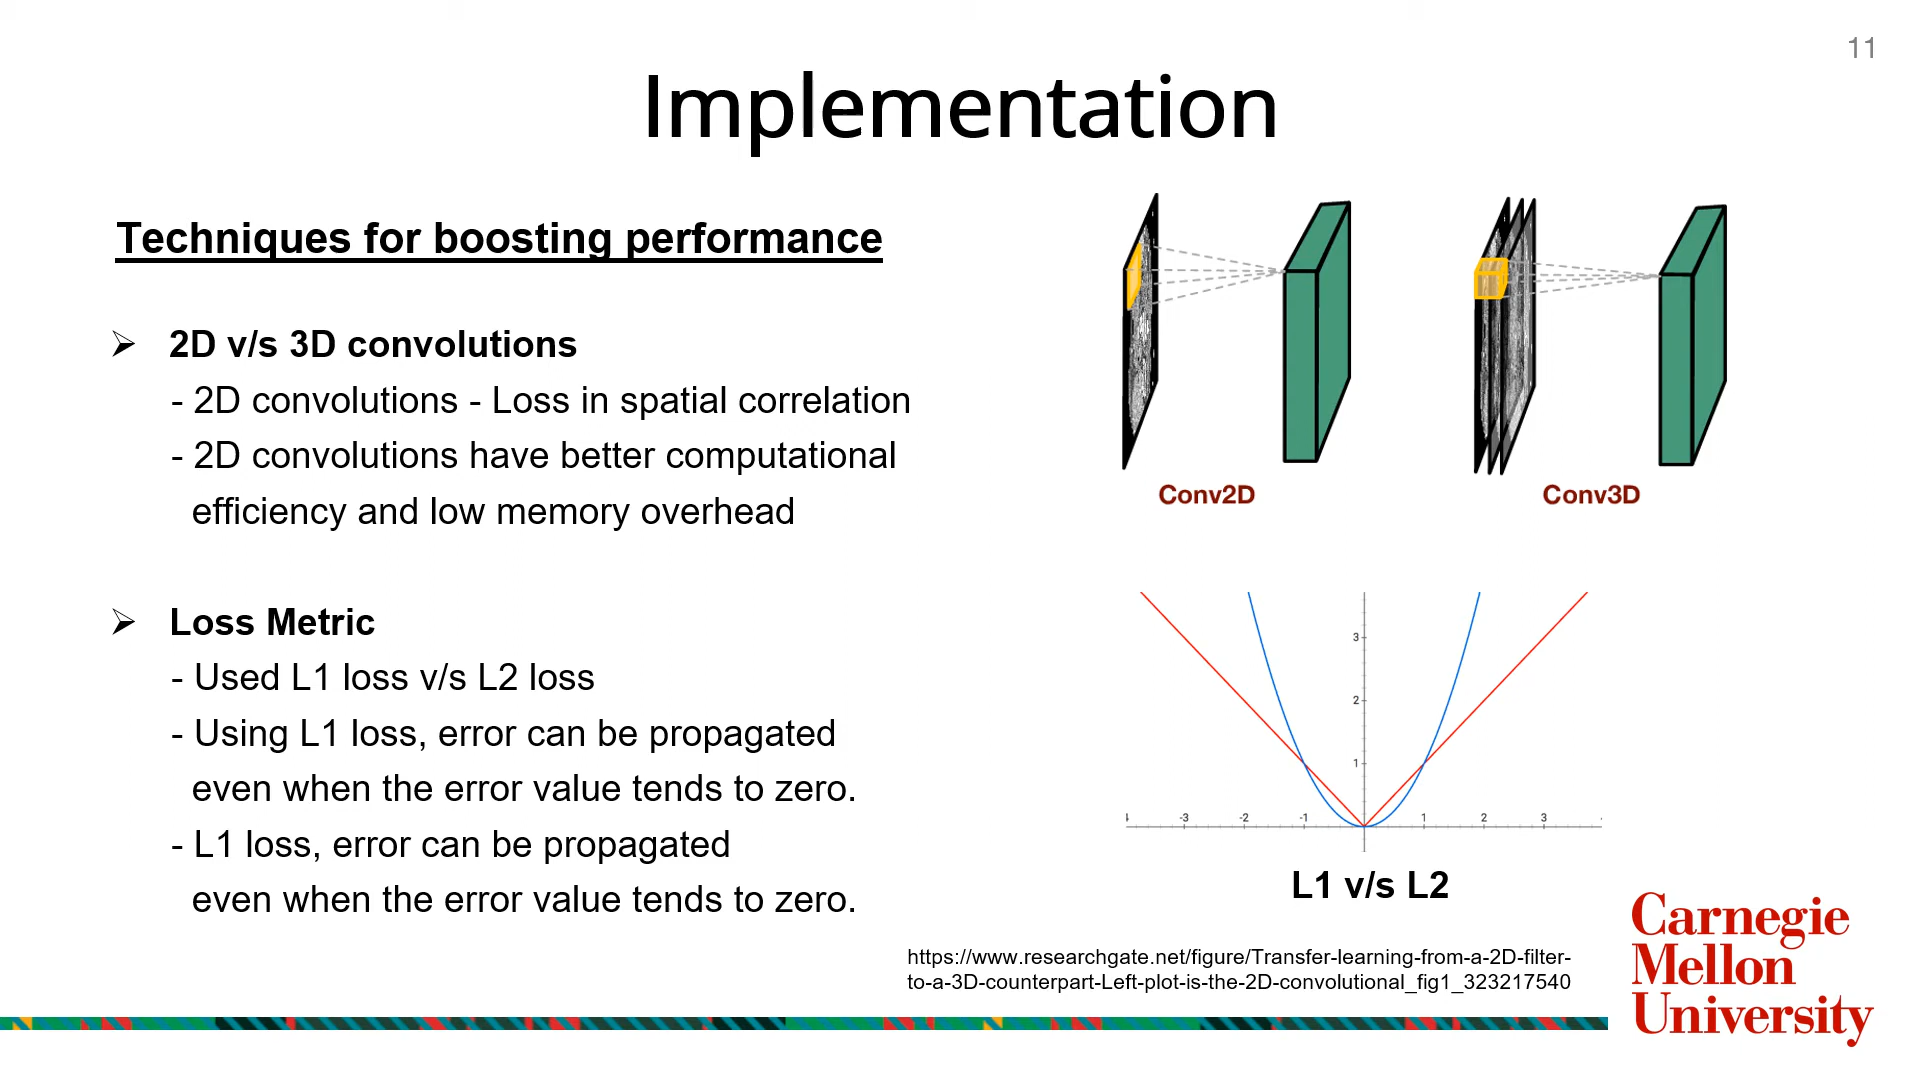 11
Implementation
Techniques for boosting performance
➢ 2D v/s 3D convolutions
- 2D convolutions - Loss in spatial correlation
- 2D convolutions have better computational
efficiency and low memory overhead
➢ Loss Metric
- Used L1 loss v/s L2 loss
- Using L1 loss, error can be propagated
even when the error value tends to zero.
- L1 loss, error can be propagated
even when the error value tends to zero.
Conv2D
Conv3D
3
2
1
-3 -2 -1 1 2 3
L1 v/s L2
https://www.researchgate.net/figure/Transfer-learning-from-a-2D-filter-
to-a-3D-counterpart-Left-plot-is-the-2D-convolutional_fig1_323217540
Carnegie
Mellon
University